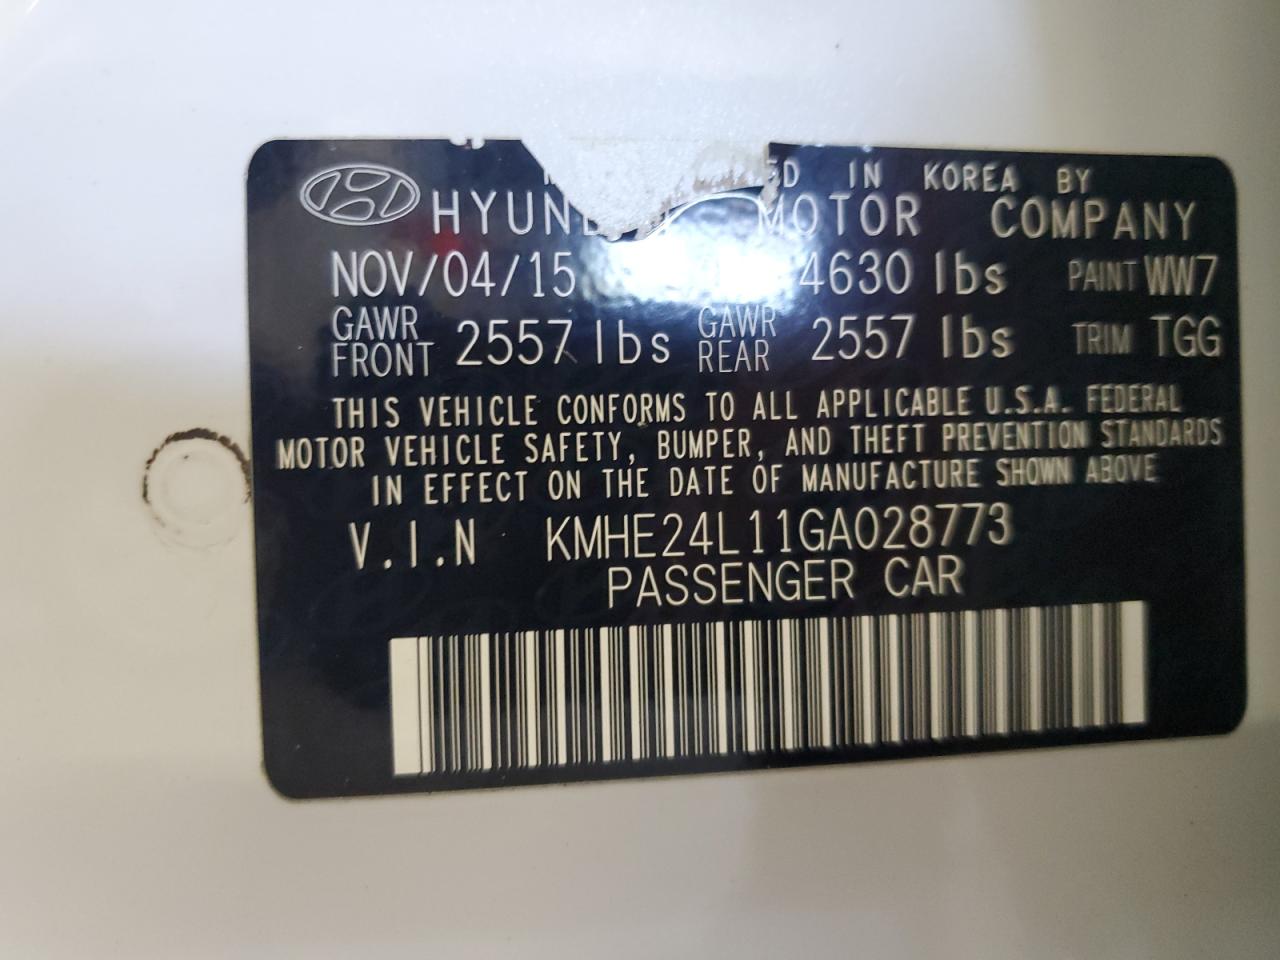 IN KOREA BY
HYUNDAI MOTOR COMPANY
NOV/04/15 4630 lbs PAINT WW7
GAWR FRONT 2557 lbs GAWR REAR 2557 lbs TRIM TGG
THIS VEHICLE CONFORMS TO ALL APPLICABLE U.S.A. FEDERAL
MOTOR VEHICLE SAFETY, BUMPER, AND THEFT PREVENTION STANDARDS
IN EFFECT ON THE DATE OF MANUFACTURE SHOWN ABOVE
V.I.N KMHE24L11GA028773
PASSENGER CAR